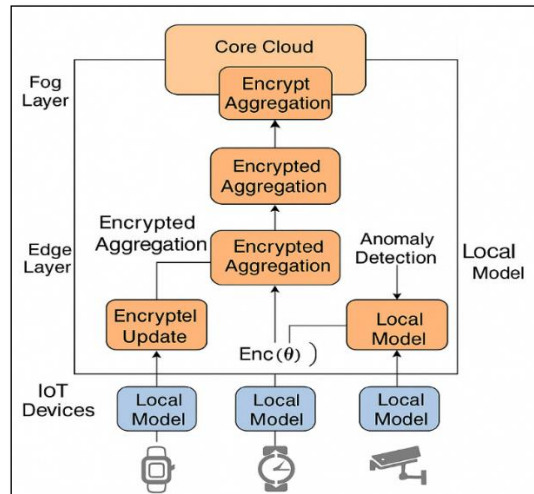 Core Cloud
Fog
Layer
Encrypt
Aggregation
Encrypted
Aggregation
Encrypted
Aggregation
Edge
Layer
Encrypted
Aggregation
Anomaly
Detection
Local
Model
Encryptel
Update
Enc(θ))
Local
Model
IoT
Devices
Local
Model
Local
Model
Local
Model